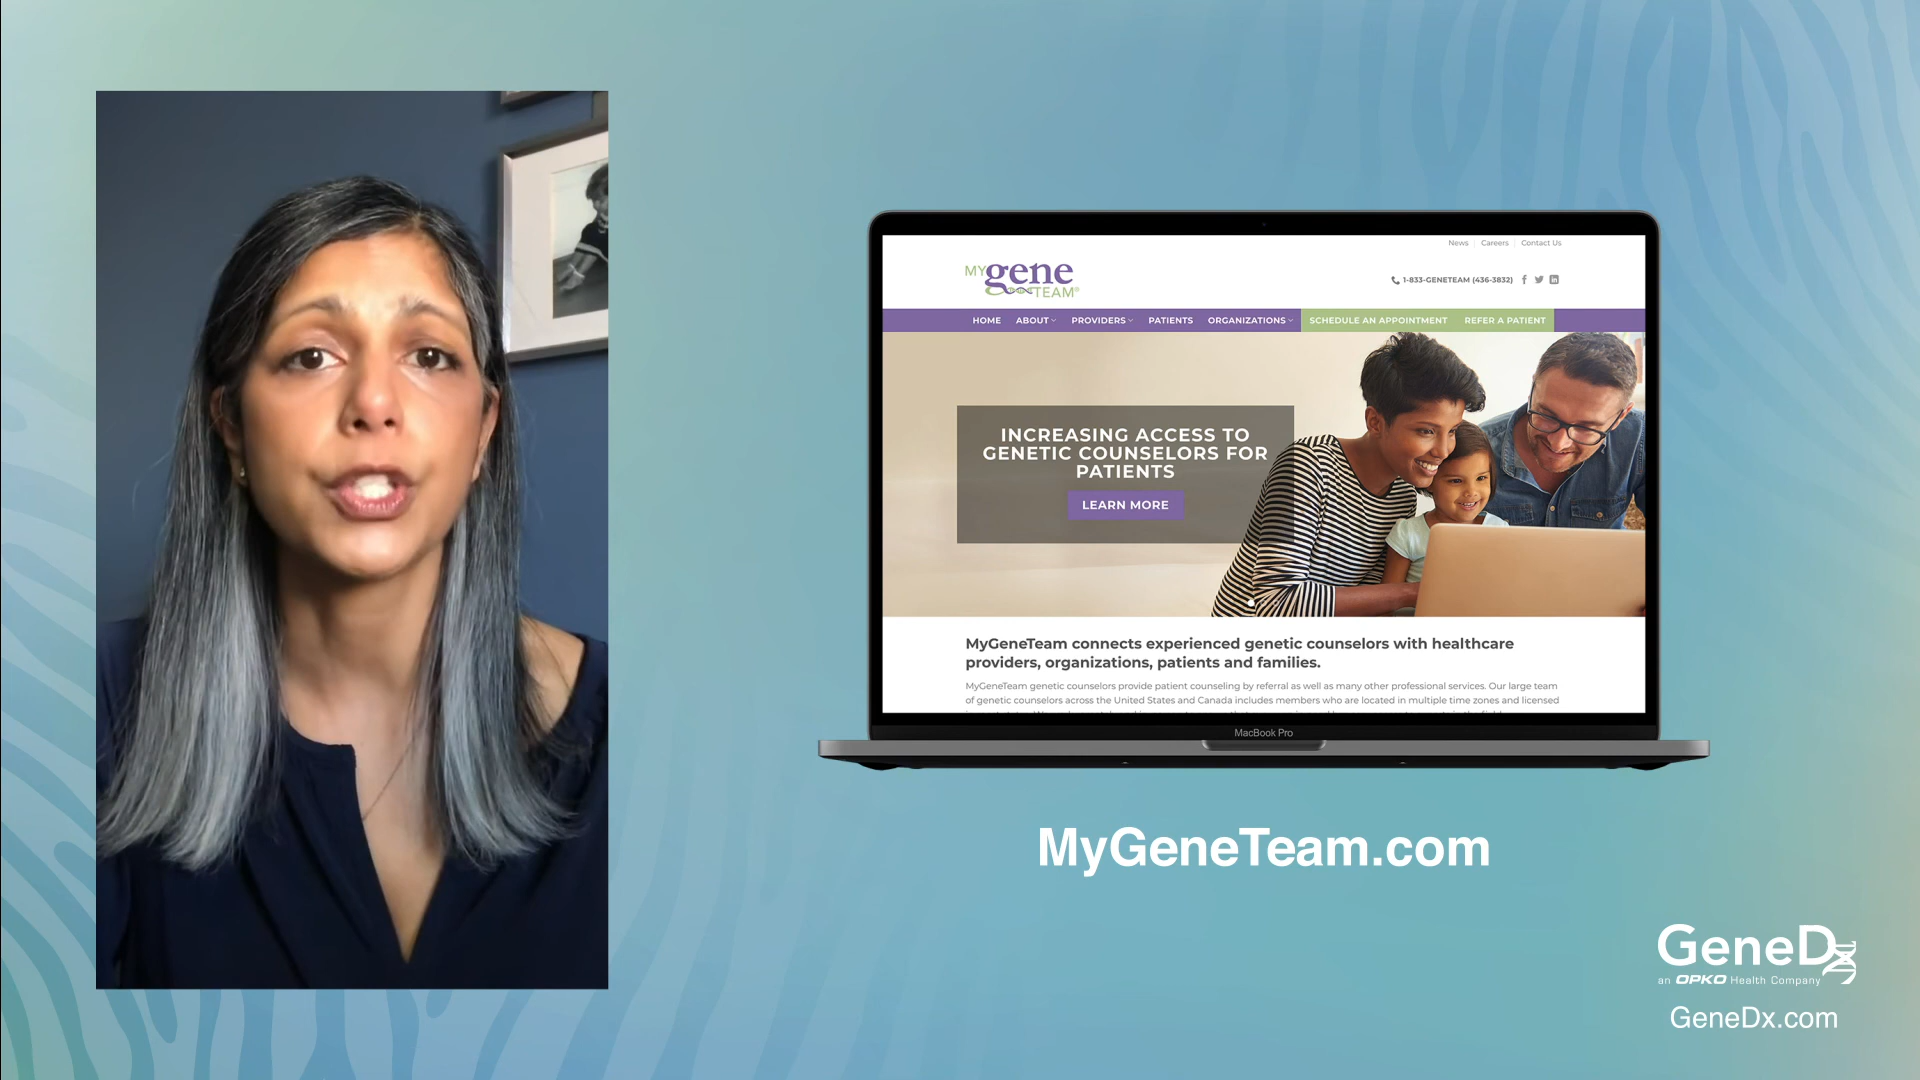 News Careers Contact Us
MY gene TEAM®
1-833-GENETEAM (436-3832)
HOME ABOUT PROVIDERS PATIENTS ORGANIZATIONS SCHEDULE AN APPOINTMENT REFER A PATIENT
INCREASING ACCESS TO
GENETIC COUNSELORS FOR
PATIENTS
LEARN MORE
MyGeneTeam connects experienced genetic counselors with healthcare
providers, organizations, patients and families.
MyGeneTeam genetic counselors provide patient counseling by referral as well as many other professional services. Our large team
of genetic counselors across the United States and Canada includes members who are located in multiple time zones and licensed
MacBook Pro
MyGeneTeam.com
GeneDx
an OPKO Health Company
GeneDx.com